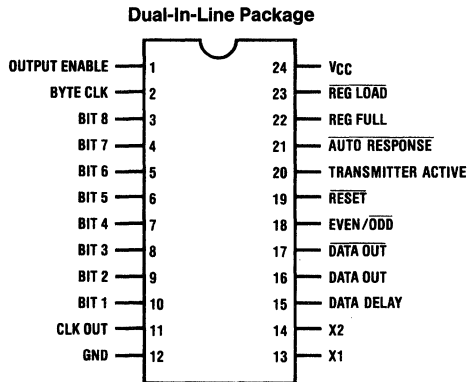 Dual-In-Line Package
OUTPUT ENABLE 1 24 VCC
BYTE CLK 2 23 REG LOAD
BIT 8 3 22 REG FULL
BIT 7 4 21 AUTO RESPONSE
BIT 6 5 20 TRANSMITTER ACTIVE
BIT 5 6 19 RESET
BIT 4 7 18 EVEN/ODD
BIT 3 8 17 DATA OUT
BIT 2 9 16 DATA OUT
BIT 1 10 15 DATA DELAY
CLK OUT 11 14 X2
GND 12 13 X1